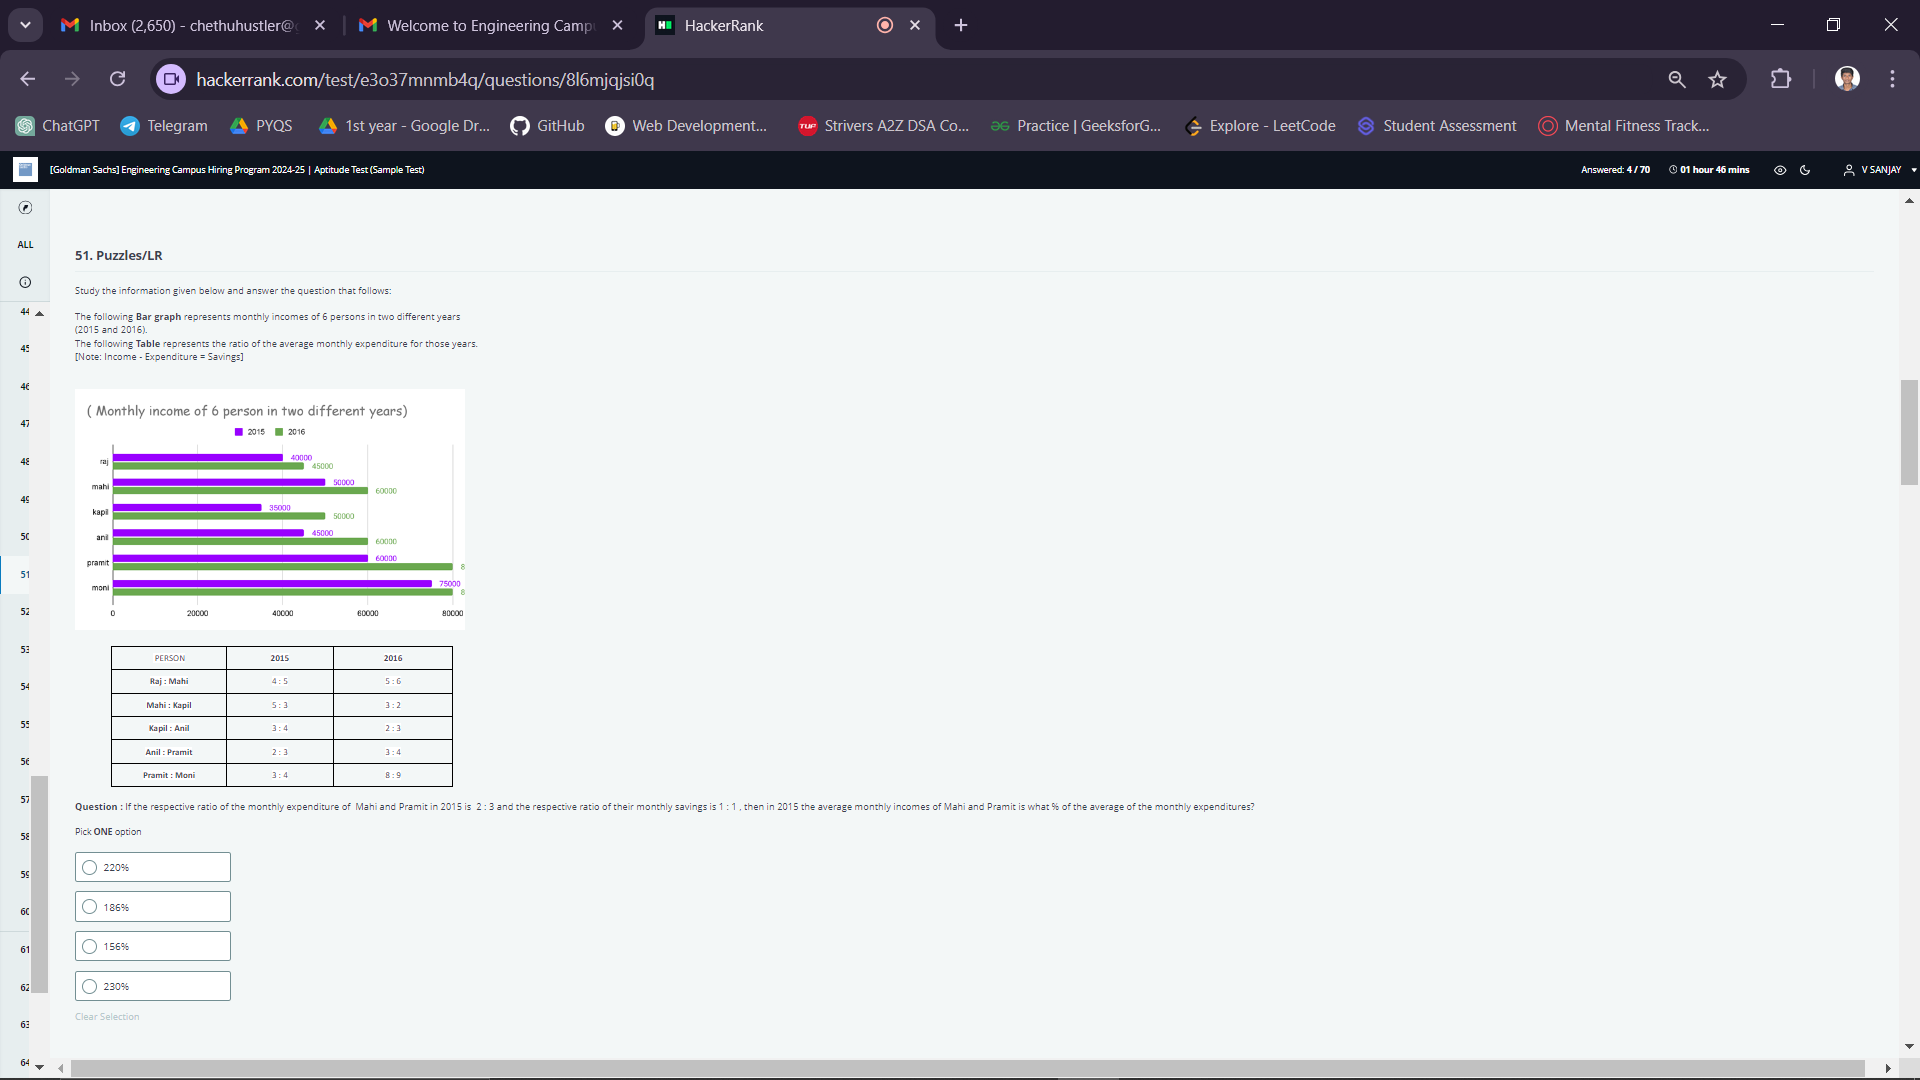 Inbox (2,650) - chethuhustler@
Welcome to Engineering Camp
HackerRank
hackerrank.com/test/e3o37mnmb4q/questions/8l6mjqjsi0q
ChatGPT
Telegram
PYQS
1st year - Google Dr...
GitHub
Web Development...
TUF
Strivers A2Z DSA Co...
Practice | GeeksforG...
Explore - LeetCode
Student Assessment
Mental Fitness Track...
[Goldman Sachs] Engineering Campus Hiring Program 2024-25 | Aptitude Test (Sample Test)
Answered: 4 / 70
01 hour 46 mins
V SANJAY
ALL
44
45
46
47
48
49
50
51
52
53
54
55
56
57
58
59
60
61
62
63
64
51. Puzzles/LR
Study the information given below and answer the question that follows:
The following Bar graph represents monthly incomes of 6 persons in two different years
(2015 and 2016).
The following Table represents the ratio of the average monthly expenditure for those years.
[Note: Income - Expenditure = Savings]
( Monthly income of 6 person in two different years)
2015 2016
raj 40000
45000
mahi 50000
60000
kapil 35000
50000
anil 45000
60000
pramit 60000
8
moni 75000
8
0 20000 40000 60000 80000
PERSON 2015 2016
Raj : Mahi 4 : 5 5 : 6
Mahi : Kapil 5 : 3 3 : 2
Kapil : Anil 3 : 4 2 : 3
Anil : Pramit 2 : 3 3 : 4
Pramit : Moni 3 : 4 8 : 9
Question : If the respective ratio of the monthly expenditure of Mahi and Pramit in 2015 is 2 : 3 and the respective ratio of their monthly savings is 1 : 1 , then in 2015 the average monthly incomes of Mahi and Pramit is what % of the average of the monthly expenditures?
Pick ONE option
220%
186%
156%
230%
Clear Selection